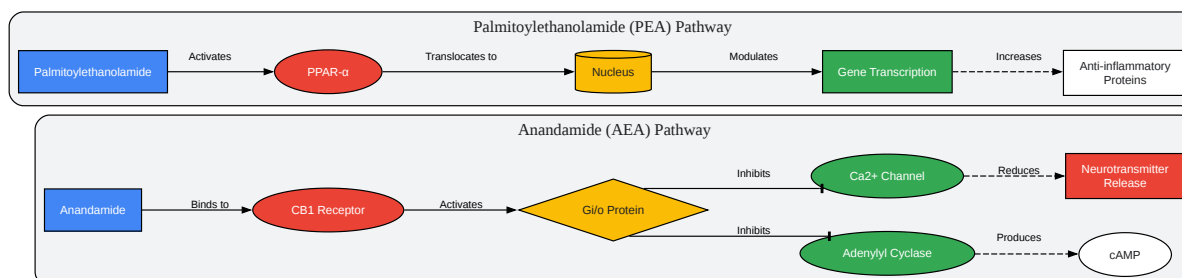 Palmitoylethanolamide (PEA) Pathway
Palmitoylethanolamide
Activates
PPAR-α
Translocates to
Nucleus
Modulates
Gene Transcription
Increases
Anti-inflammatory
Proteins
Anandamide (AEA) Pathway
Anandamide
Binds to
CB1 Receptor
Activates
Gi/o Protein
Inhibits
Ca2+ Channel
Reduces
Neurotransmitter
Release
Inhibits
Adenylyl Cyclase
Produces
cAMP